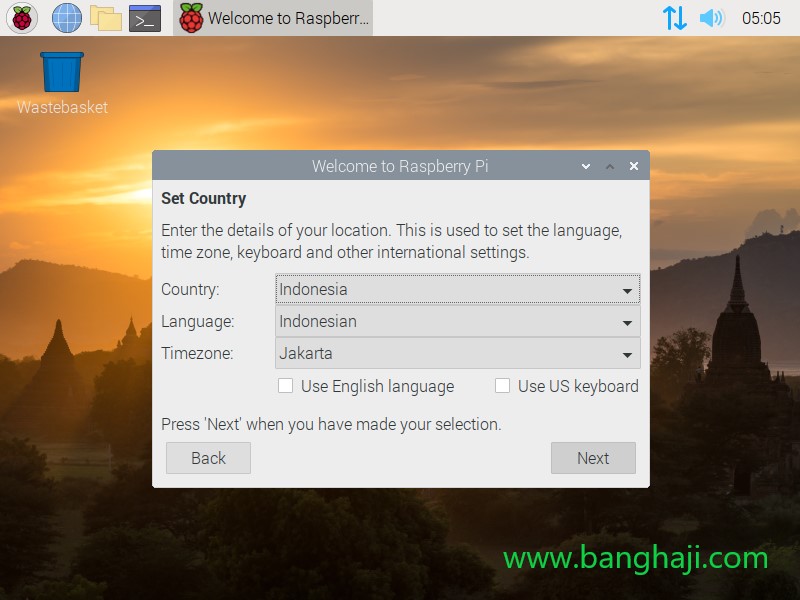 Welcome to Raspberr...
05:05
Wastebasket
Welcome to Raspberry Pi
Set Country
Enter the details of your location. This is used to set the language,
time zone, keyboard and other international settings.
Country: Indonesia
Language: Indonesian
Timezone: Jakarta
Use English language Use US keyboard
Press 'Next' when you have made your selection.
Back Next
www.banghaji.com